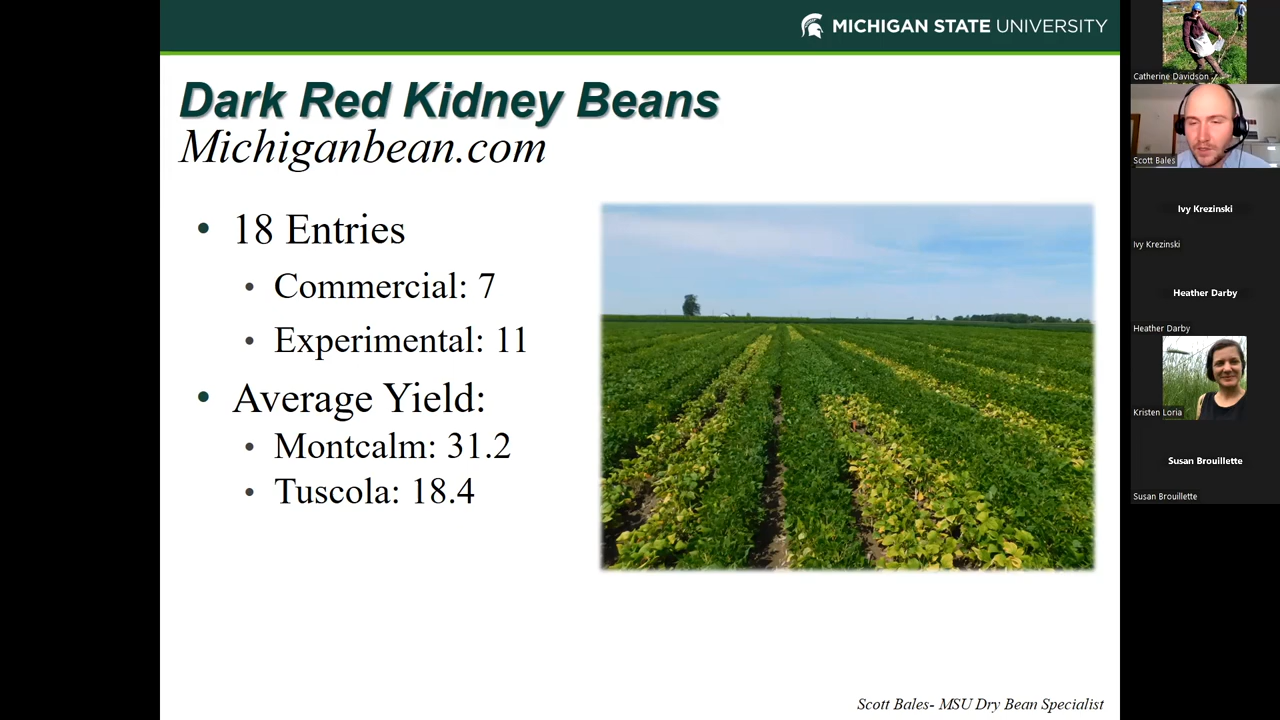 MICHIGAN STATE UNIVERSITY
Dark Red Kidney Beans
Michiganbean.com
• 18 Entries
• Commercial: 7
• Experimental: 11
• Average Yield:
• Montcalm: 31.2
• Tuscola: 18.4
Scott Bales- MSU Dry Bean Specialist
Catherine Davidson
Scott Bales
Ivy Krezinski
Ivy Krezinski
Heather Darby
Heather Darby
Kristen Loria
Susan Brouillette
Susan Brouillette